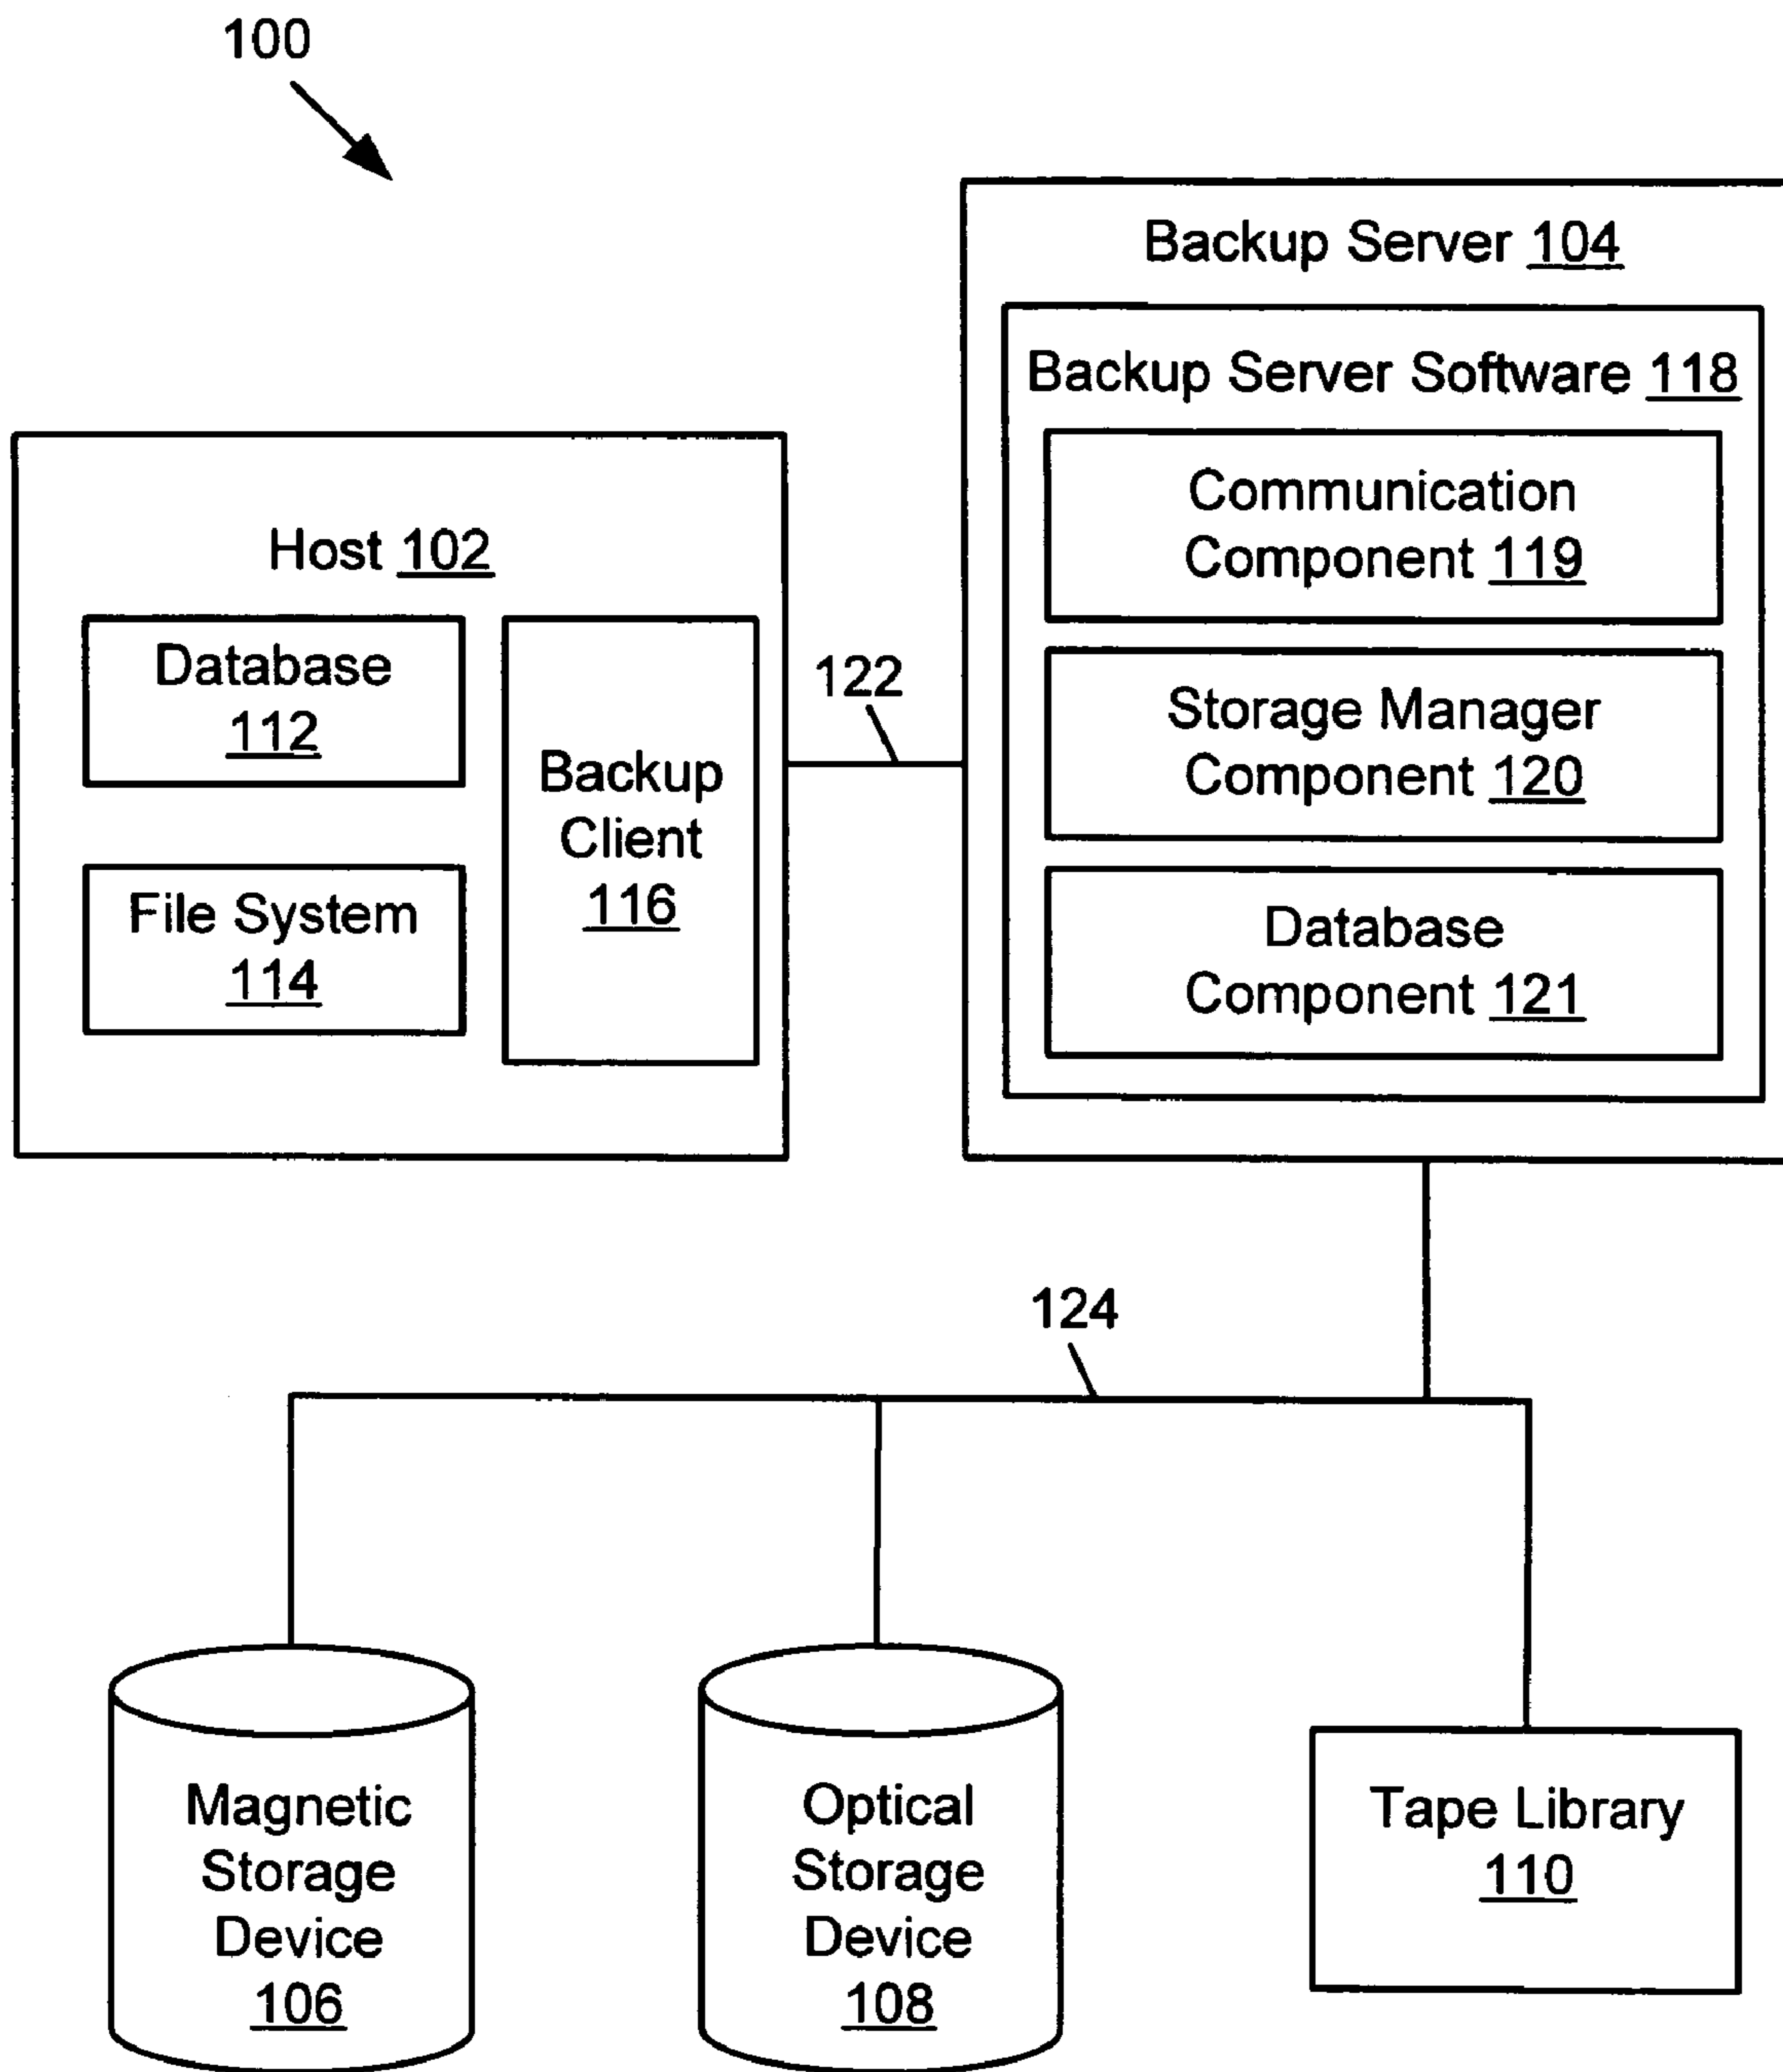 100
Backup Server 104
Backup Server Software 118
Communication
Component 119
Storage Manager
Component 120
Database
Component 121
Host 102
Database
112
File System
114
Backup
Client
116
122
124
Magnetic
Storage
Device
106
Optical
Storage
Device
108
Tape Library
110